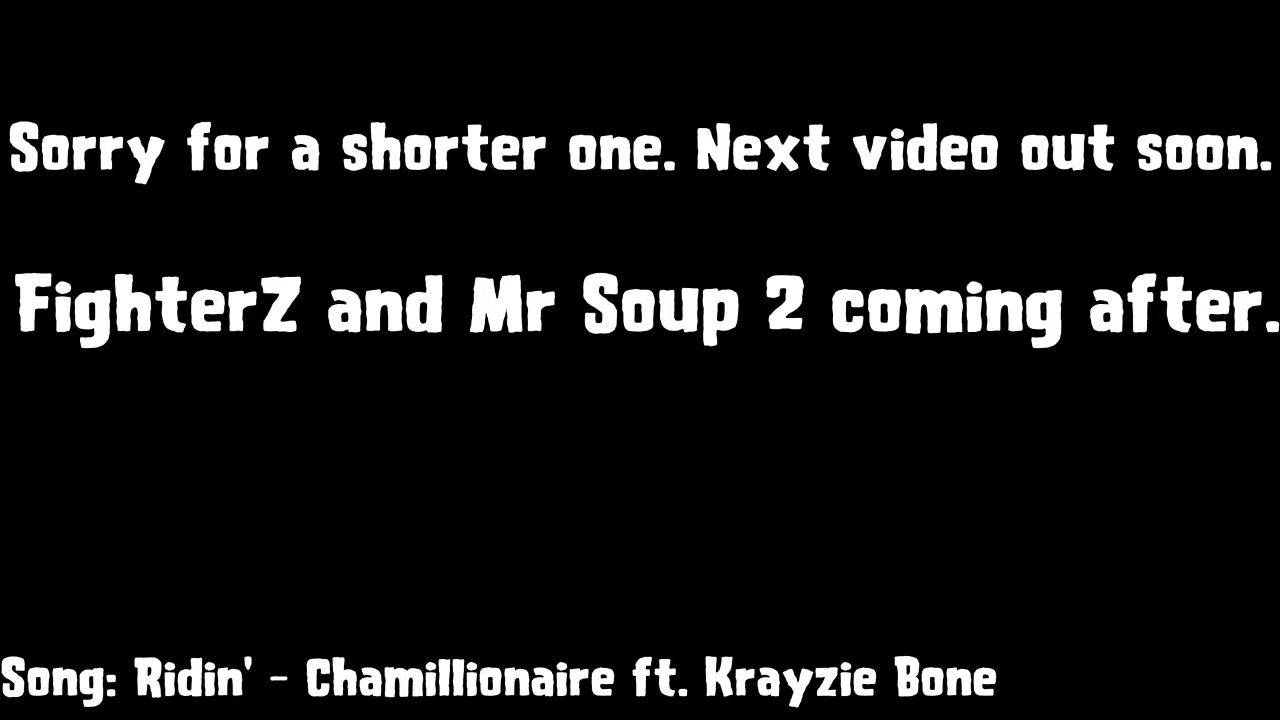 Sorry for a shorter one. Next video out soon.
FighterZ and Mr Soup 2 coming after.
Song: Ridin' - Chamillionaire ft. Krayzie Bone